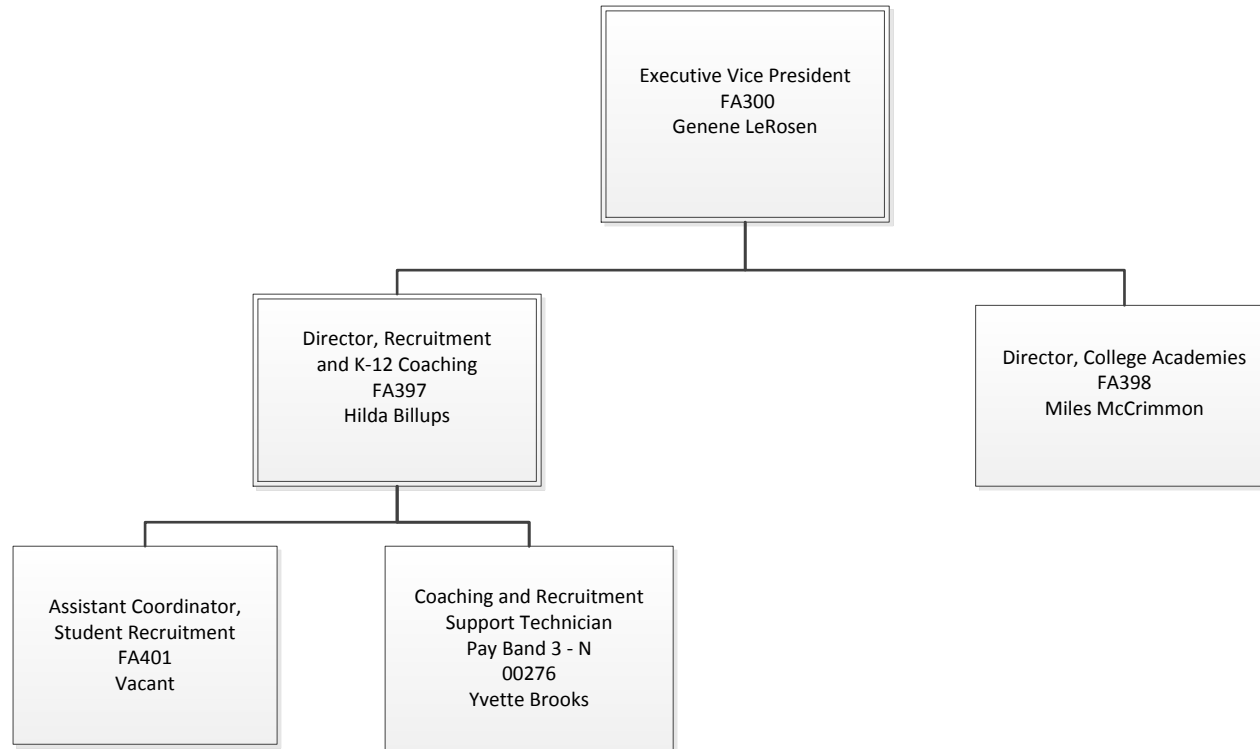 Executive Vice President
FA300
Genene LeRosen
Director, Recruitment
and K-12 Coaching
FA397
Hilda Billups
Director, College Academies
FA398
Miles McCrimmon
Assistant Coordinator,
Student Recruitment
FA401
Vacant
Coaching and Recruitment
Support Technician
Pay Band 3 - N
00276
Yvette Brooks